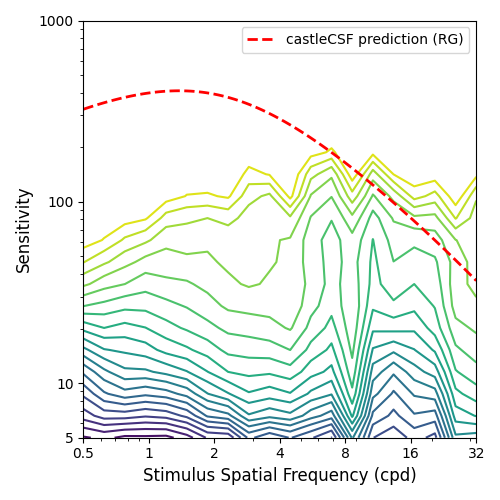 castleCSF prediction (RG)
1000
100
10
5
Sensitivity
0.5 1 2 4 8 16 32
Stimulus Spatial Frequency (cpd)